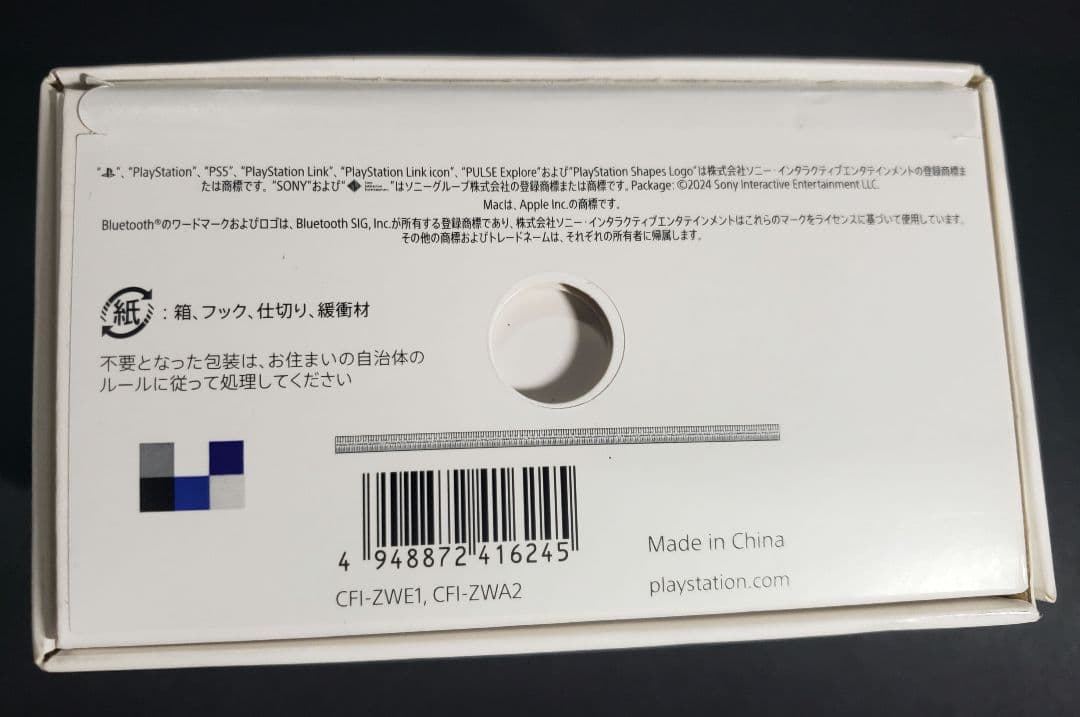 "", "PlayStation", "PS5", "PlayStation Link", "PlayStation Link icon", "PULSE Explore"および"PlayStation Shapes Logo"は株式会社ソニー・インタラクティブエンタテインメントの登録商標ま
たは商標です。"SONY"および""はソニーグループ株式会社の登録商標または商標です。Package: ©2024 Sony Interactive Entertainment LLC.
Macは、Apple Inc.の商標です。
Bluetooth®のワードマークおよびロゴは、Bluetooth SIG, Inc.が所有する登録商標であり、株式会社ソニー・インタラクティブエンタテインメントはこれらのマークをライセンスに基づいて使用しています。
その他の商標およびトレードネームは、それぞれの所有者に帰属します。
紙 : 箱、フック、仕切り、緩衝材
不要となった包装は、お住まいの自治体の
ルールに従って処理してください
4 948872 416245
CFI-ZWE1, CFI-ZWA2
Made in China
playstation.com